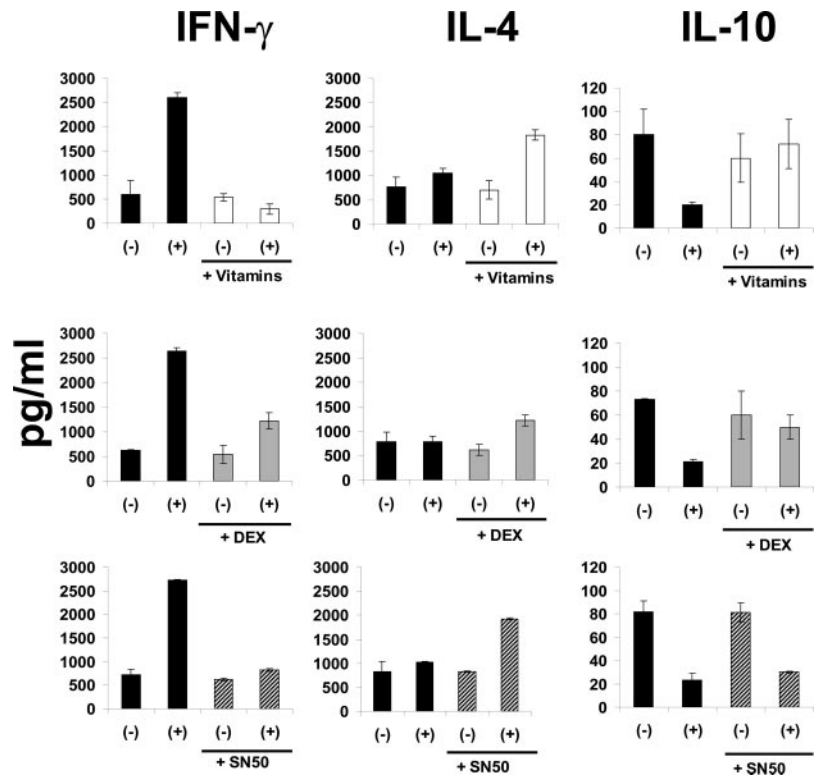 IFN-γ IL-4 IL-10
pg/ml
3000 2500 2000 1500 1000 500 0
(-) (+) (-) (+)
+ Vitamins
3000 2500 2000 1500 1000 500 0
(-) (+) (-) (+)
+ Vitamins
120 100 80 60 40 20 0
(-) (+) (-) (+)
+ Vitamins
3000 2500 2000 1500 1000 500 0
(-) (+) (-) (+)
+ DEX
3000 2500 2000 1500 1000 500 0
(-) (+) (-) (+)
+ DEX
120 100 80 60 40 20 0
(-) (+) (-) (+)
+ DEX
3000 2500 2000 1500 1000 500 0
(-) (+) (-) (+)
+ SN50
3000 2500 2000 1500 1000 500 0
(-) (+) (-) (+)
+ SN50
120 100 80 60 40 20 0
(-) (+) (-) (+)
+ SN50